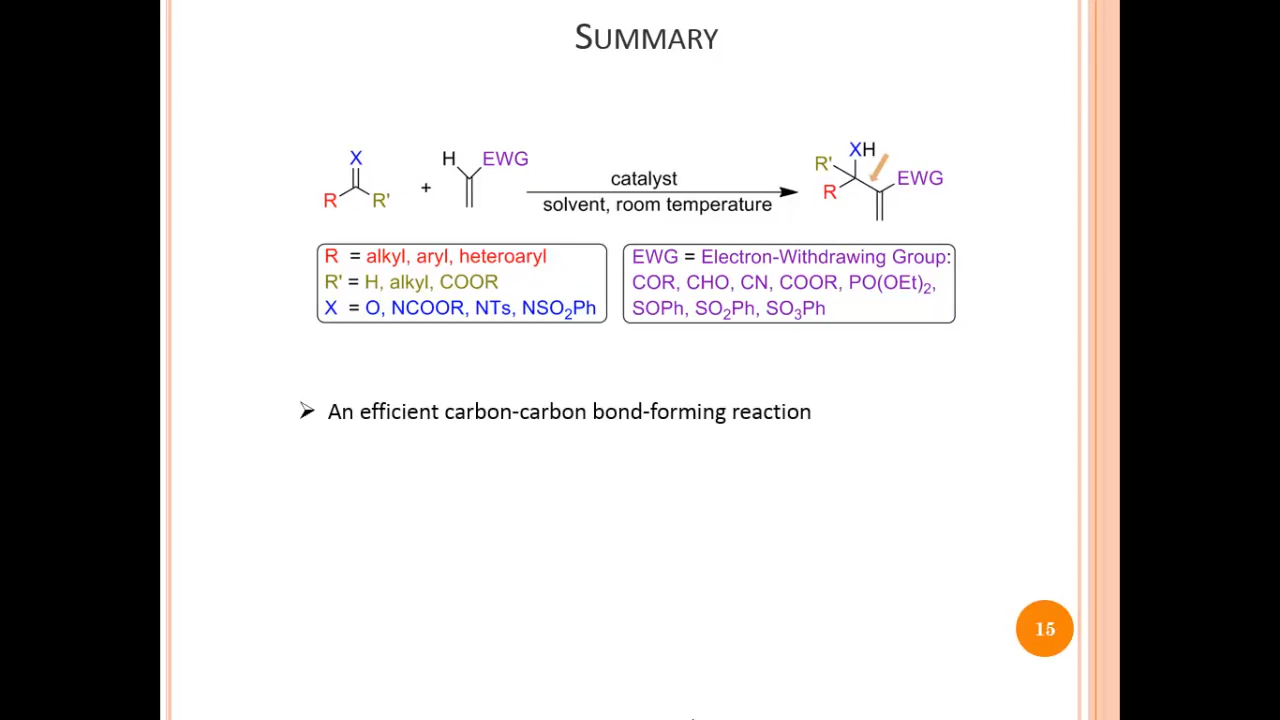 SUMMARY
X
R
R'
+
H
EWG
catalyst
solvent, room temperature
R'
XH
R
EWG
R = alkyl, aryl, heteroaryl
R' = H, alkyl, COOR
X = O, NCOOR, NTs, NSO2Ph
EWG = Electron-Withdrawing Group:
COR, CHO, CN, COOR, PO(OEt)2,
SOPh, SO2Ph, SO3Ph
➢ An efficient carbon-carbon bond-forming reaction
15